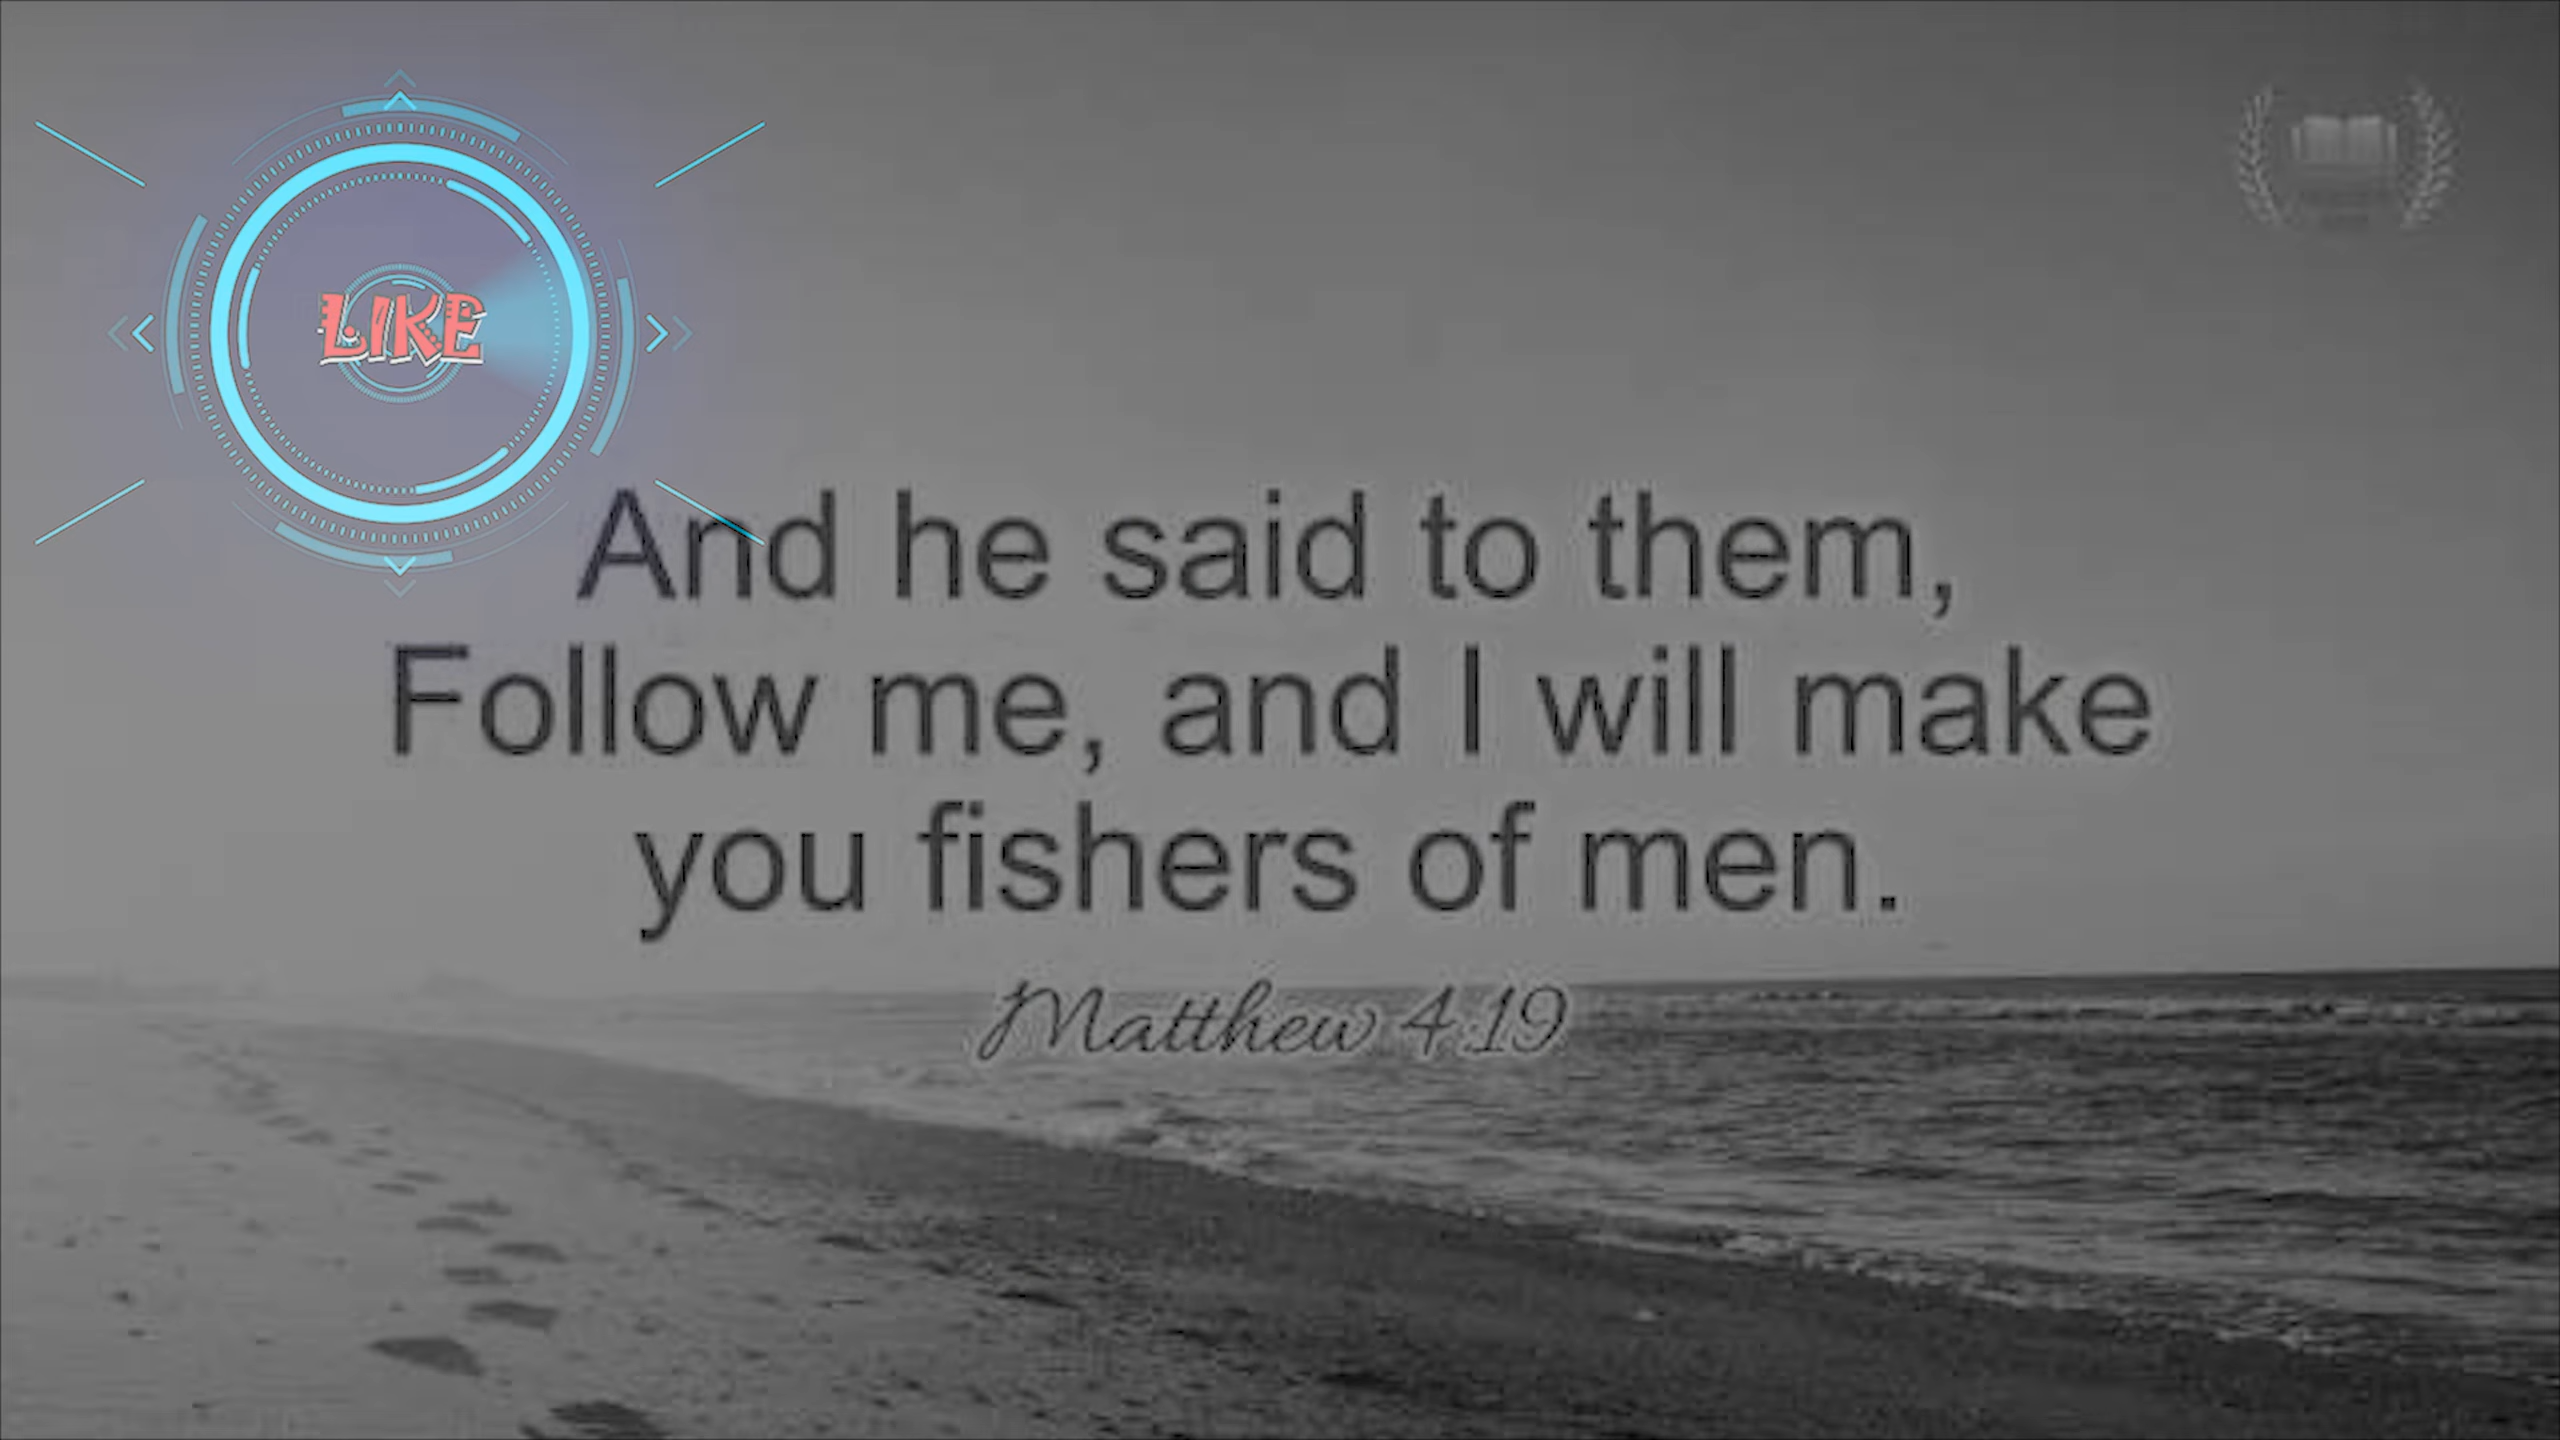 LIKE
And he said to them,
Follow me, and I will make
you fishers of men.
Matthew 4:19